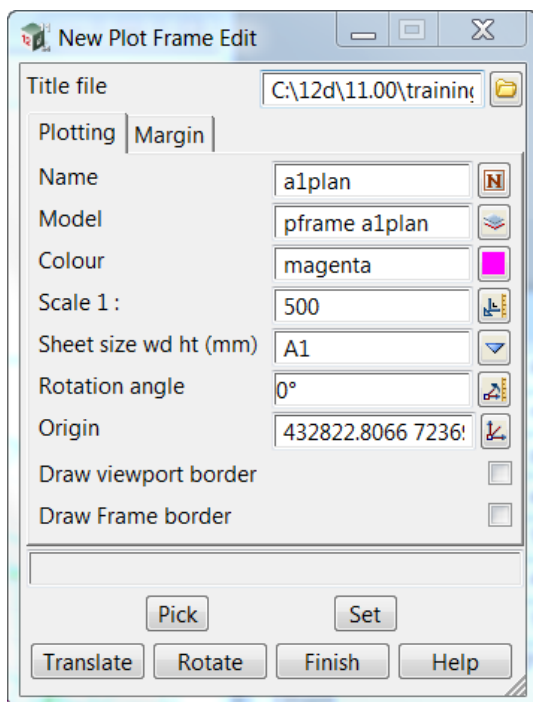 New Plot Frame Edit
Title file C:\12d\11.00\training
Plotting Margin
Name a1plan
Model pframe a1plan
Colour magenta
Scale 1 : 500
Sheet size wd ht (mm) A1
Rotation angle 0°
Origin 432822.8066 7236
Draw viewport border
Draw Frame border
Pick Set
Translate Rotate Finish Help